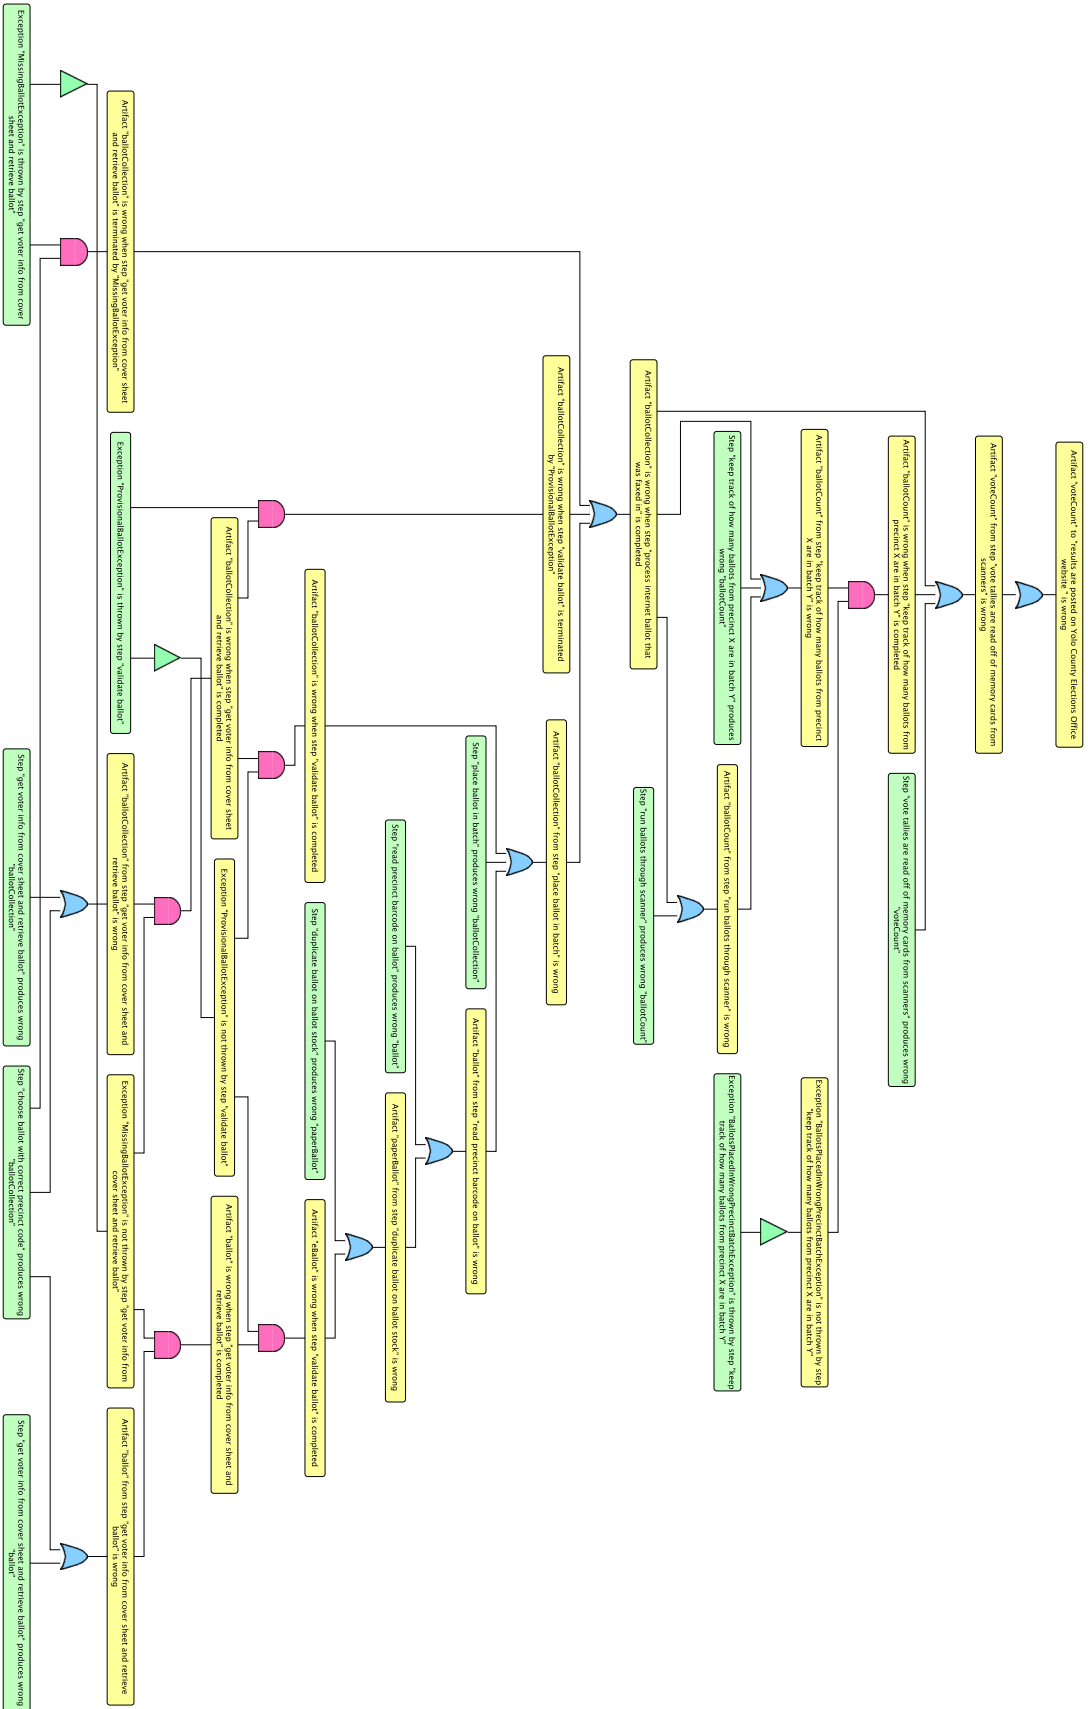 Artifact "voteCount" to "results are posted on Yolo County Elections Office
website " is wrong
Artifact "voteCount" from step "vote tallies are read off of memory cards from
scanners" is wrong
Artifact "ballotCount" is wrong when step "keep track of how many ballots from
precinct X are in batch Y" is completed
Step "vote tallies are read off of memory cards from scanners" produces wrong
"voteCount"
Artifact "ballotCount" from step "keep track of how many ballots from precinct
X are in batch Y" is wrong
Exception "BallotsPlacedInWrongPrecinctBatchException" is not thrown by step
"keep track of how many ballots from precinct X are in batch Y"
Step "keep track of how many ballots from precinct X are in batch Y" produces
wrong "ballotCount"
Artifact "ballotCount" from step "run ballots through scanner" is wrong
Exception "BallotsPlacedInWrongPrecinctBatchException" is thrown by step "keep
track of how many ballots from precinct X are in batch Y"
Artifact "ballotCollection" is wrong when step "process internet ballot that
was faxed in" is completed
Step "run ballots through scanner" produces wrong "ballotCount"
Artifact "ballotCollection" is wrong when step "validate ballot" is terminated
by "ProvisionalBallotException"
Artifact "ballotCollection" from step "place ballot in batch" is wrong
Step "place ballot in batch" produces wrong "ballotCollection"
Artifact "ballot" from step "read precinct barcode on ballot" is wrong
Step "read precinct barcode on ballot" produces wrong "ballot"
Artifact "paperBallot" from step "duplicate ballot on ballot stock" is wrong
Artifact "ballotCollection" is wrong when step "validate ballot" is completed
Step "duplicate ballot on ballot stock" produces wrong "paperBallot"
Artifact "eBallot" is wrong when step "validate ballot" is completed
Artifact "ballotCollection" is wrong when step "get voter info from cover sheet
and retrieve ballot" is completed
Exception "ProvisionalBallotException" is not thrown by step "validate ballot"
Artifact "ballot" is wrong when step "get voter info from cover sheet and
retrieve ballot" is completed
Artifact "ballotCollection" is wrong when step "get voter info from cover sheet
and retrieve ballot" is terminated by "MissingBallotException"
Exception "ProvisionalBallotException" is thrown by step "validate ballot"
Artifact "ballotCollection" from step "get voter info from cover sheet and
retrieve ballot" is wrong
Exception "MissingBallotException" is not thrown by step "get voter info from
cover sheet and retrieve ballot"
Artifact "ballot" from step "get voter info from cover sheet and retrieve
ballot" is wrong
Exception "MissingBallotException" is thrown by step "get voter info from cover
sheet and retrieve ballot"
Step "get voter info from cover sheet and retrieve ballot" produces wrong
"ballotCollection"
Step "choose ballot with correct precinct code" produces wrong
"ballotCollection"
Step "get voter info from cover sheet and retrieve ballot" produces wrong
"ballot"